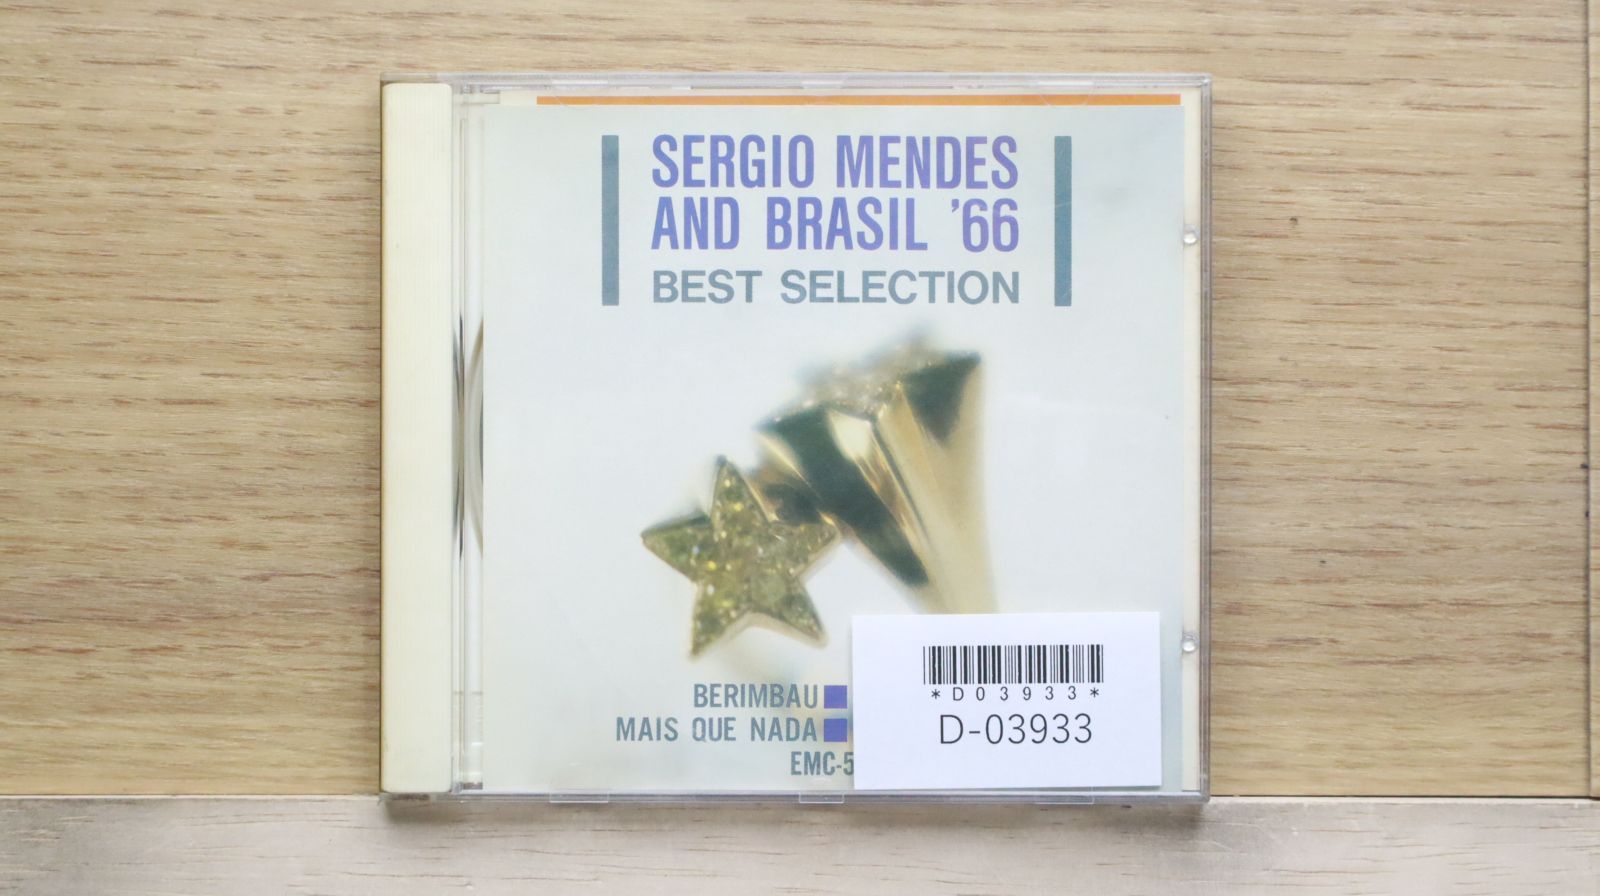 SERGIO MENDES
AND BRASIL '66
BEST SELECTION
BERIMBAU
MAIS QUE NADA
EMC-5
*D03933*
D-03933